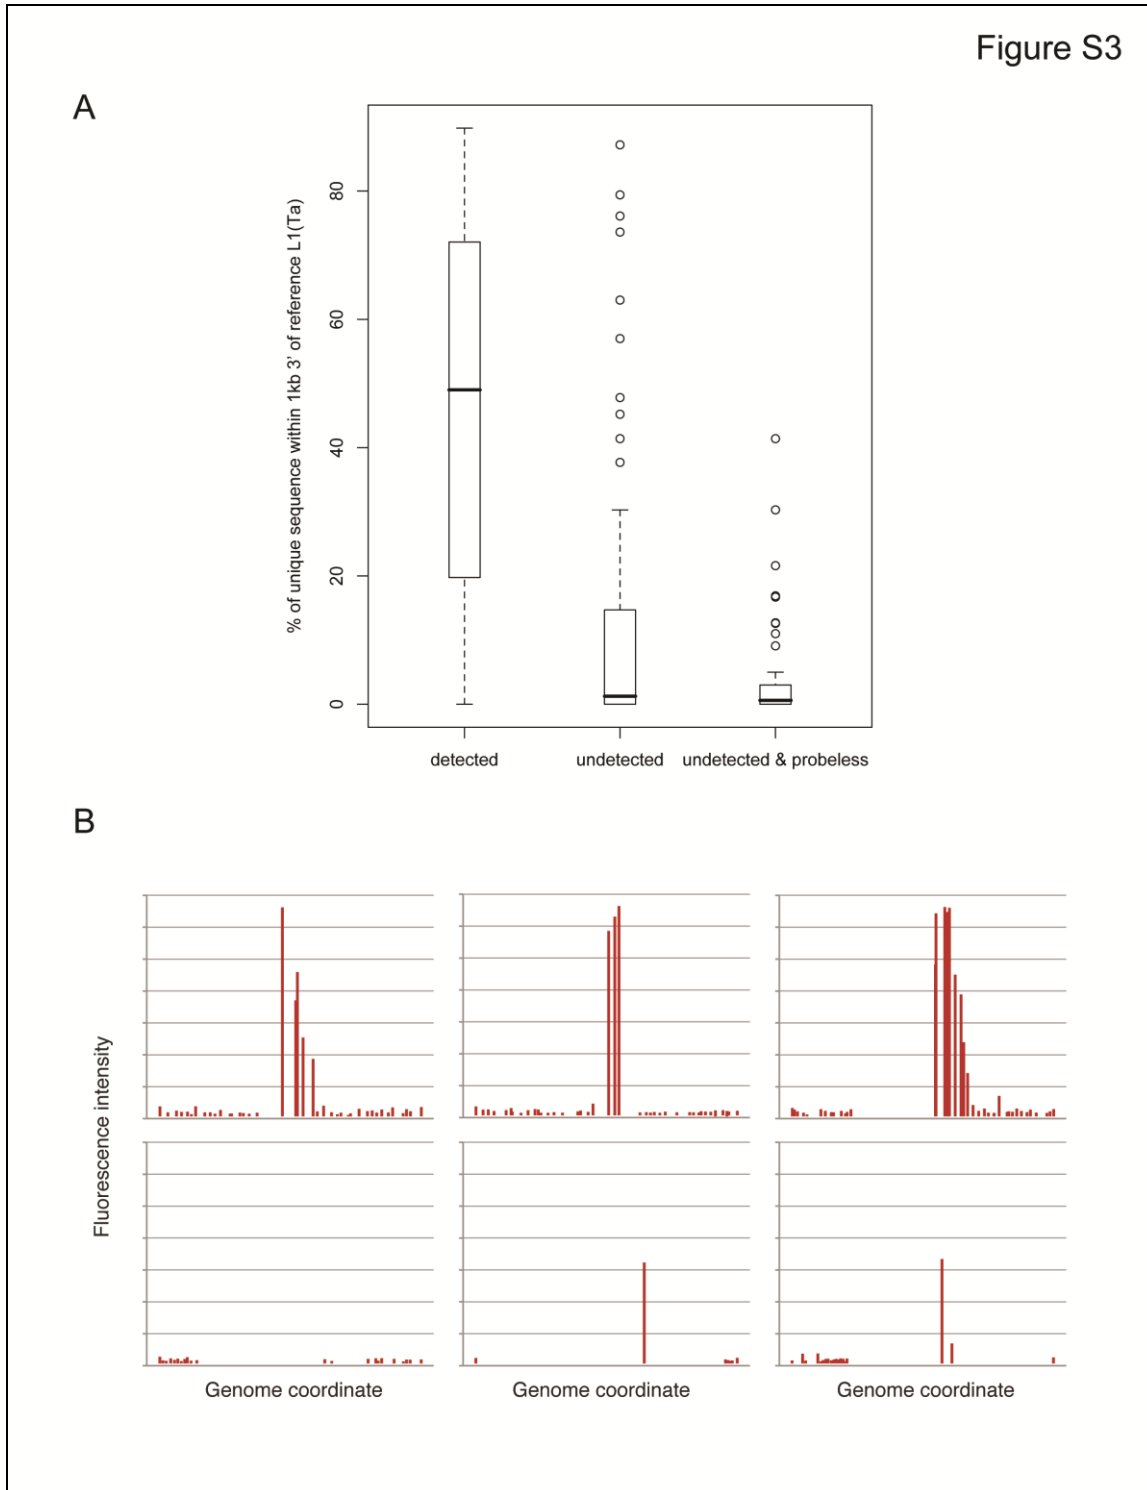 Figure S3
A
% of unique sequence within 1kb 3' of reference L1(Ta)
80
60
40
20
0
detected
undetected
undetected & probeless
B
Fluorescence intensity
Genome coordinate
Genome coordinate
Genome coordinate